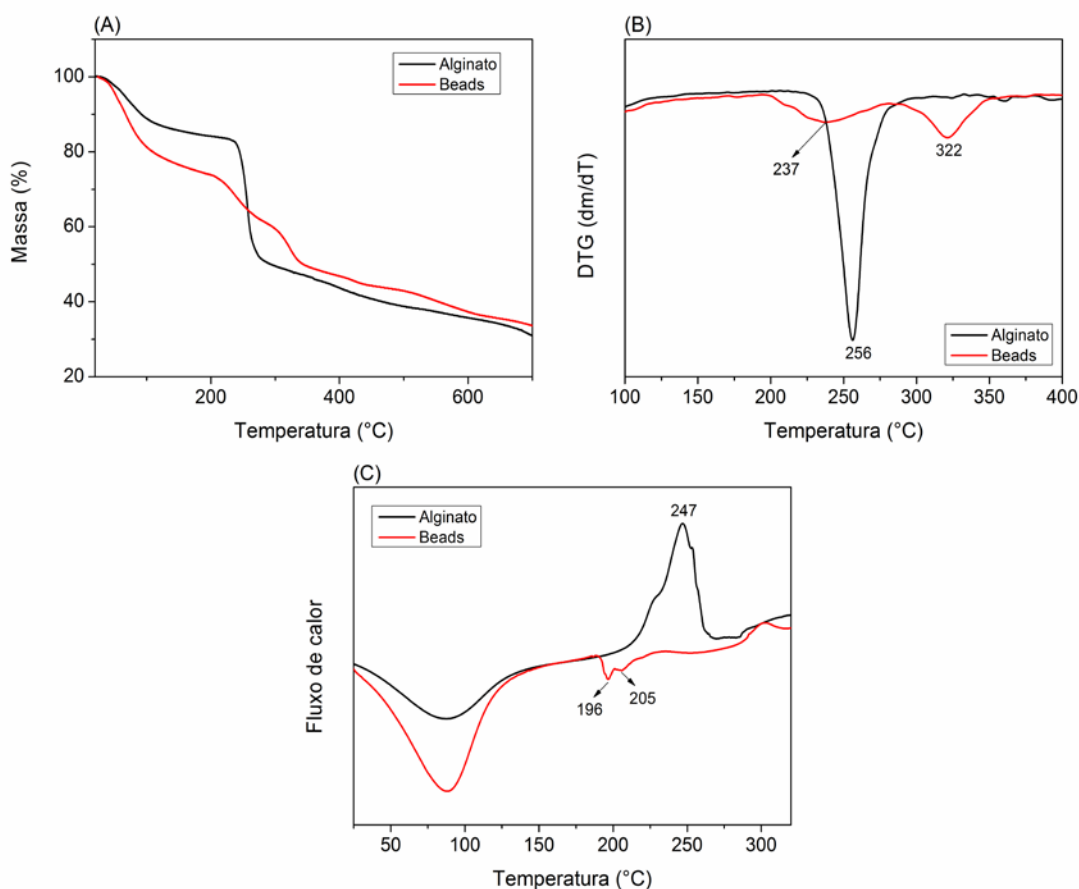 (A)
Alginato
Beads
100
80
60
40
20
Massa (%)
200
400
600
Temperatura (°C)
(B)
237
256
322
Alginato
Beads
DTG (dm/dT)
100
150
200
250
300
350
400
Temperatura (°C)
(C)
Alginato
Beads
247
196
205
Fluxo de calor
50
100
150
200
250
300
Temperatura (°C)